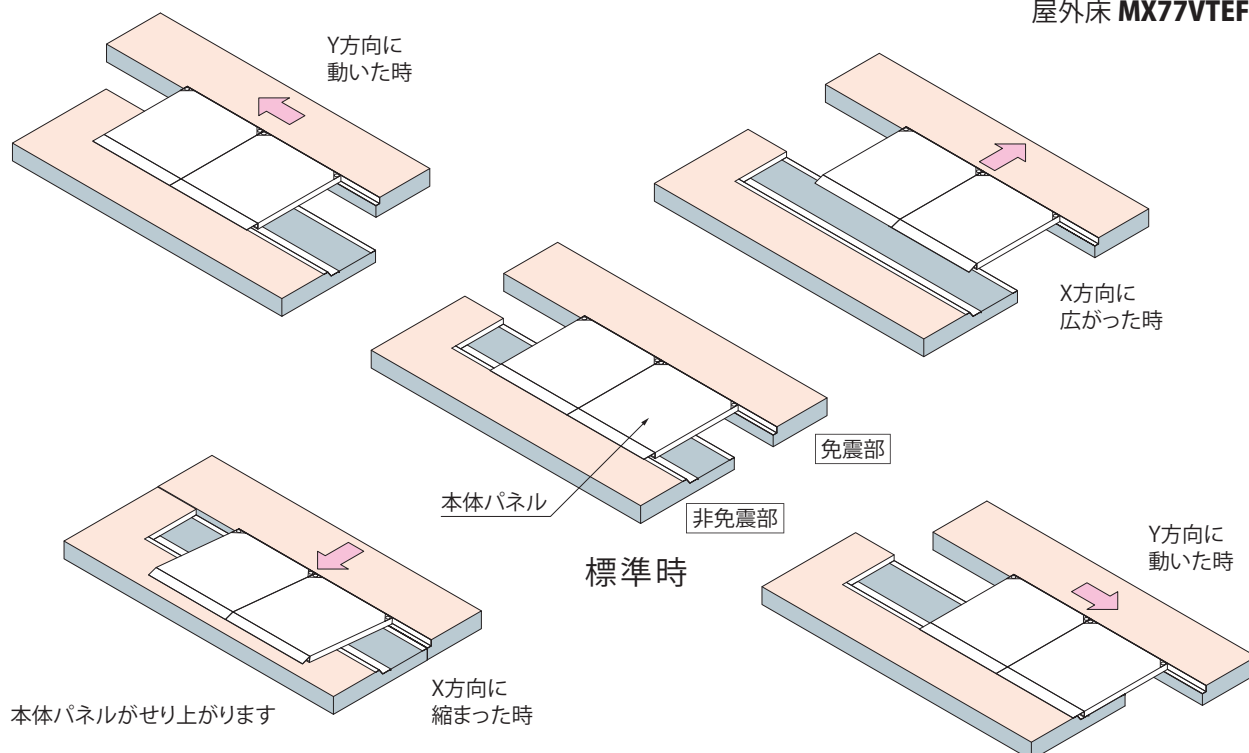 屋外床 MX77VTEF
Y方向に
動いた時
X方向に
広がった時
本体パネル
免震部
非免震部
標準時
本体パネルがせり上がります
X方向に
縮まった時
Y方向に
動いた時